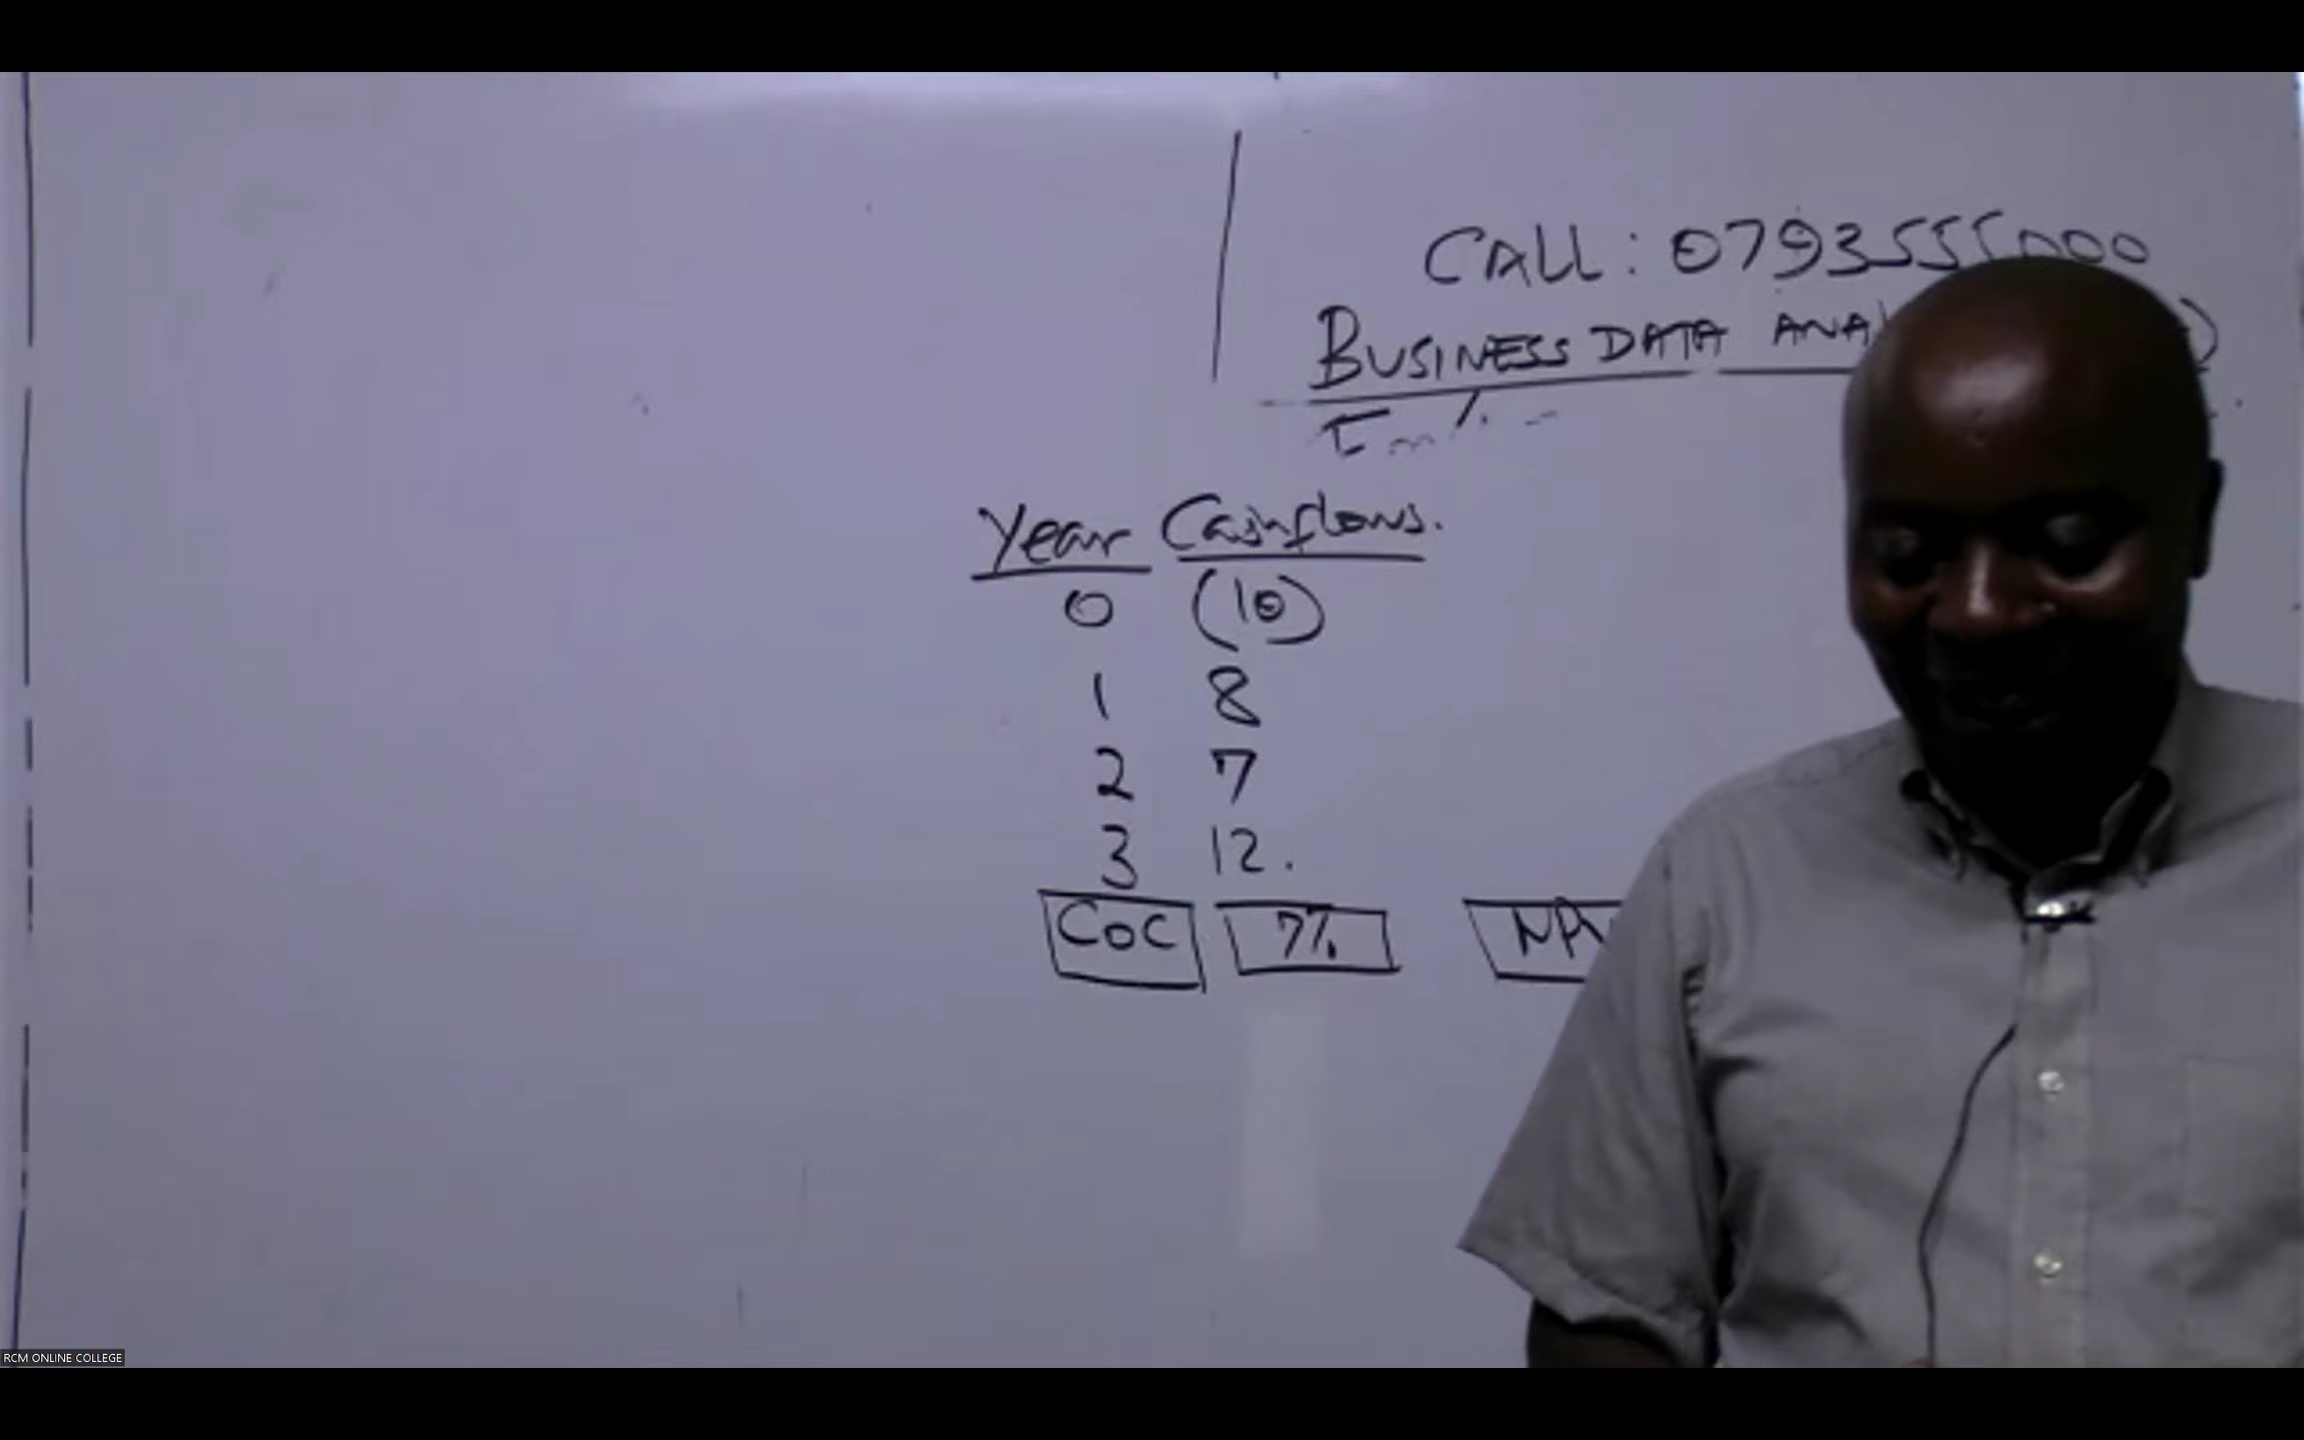 CALL: 0793555000
BUSINESS DATA
Year Cashflows.
0 (10)
1 8
2 7
3 12.
COC 7%
RCM ONLINE COLLEGE